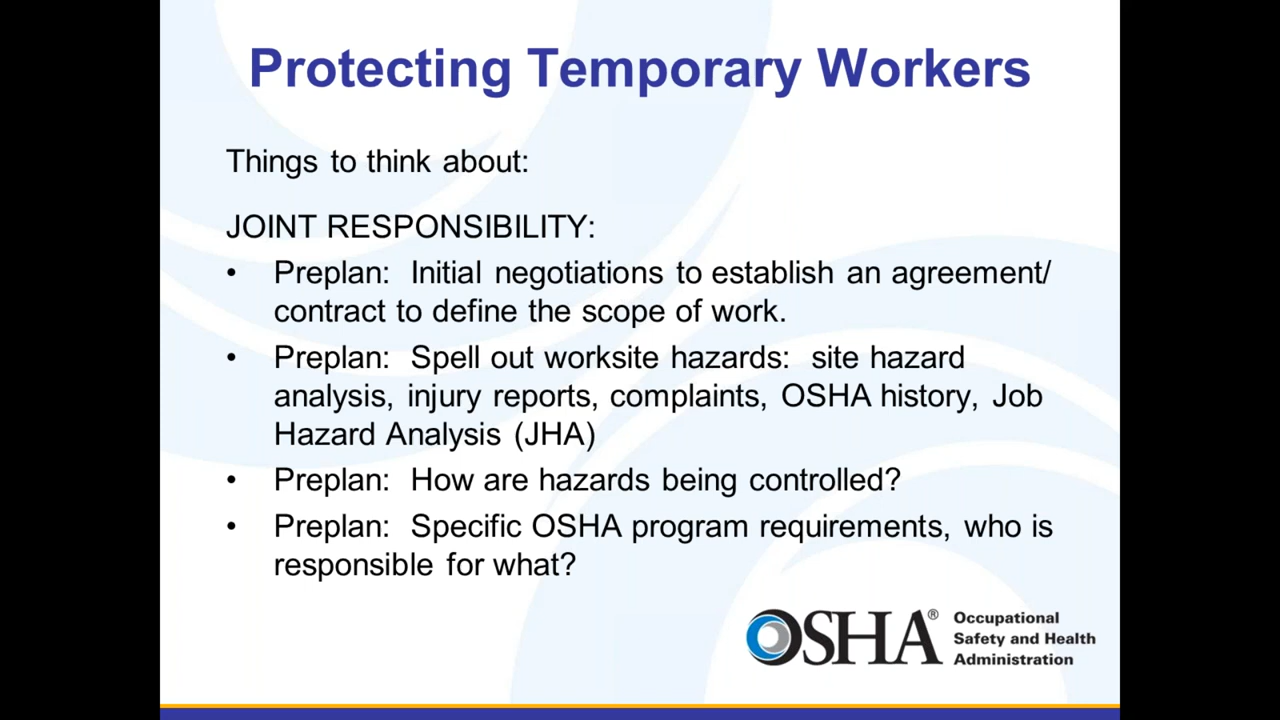 Protecting Temporary Workers
Things to think about:
JOINT RESPONSIBILITY:
• Preplan: Initial negotiations to establish an agreement/
contract to define the scope of work.
• Preplan: Spell out worksite hazards: site hazard
analysis, injury reports, complaints, OSHA history, Job
Hazard Analysis (JHA)
• Preplan: How are hazards being controlled?
• Preplan: Specific OSHA program requirements, who is
responsible for what?
OSHA®
Occupational
Safety and Health
Administration